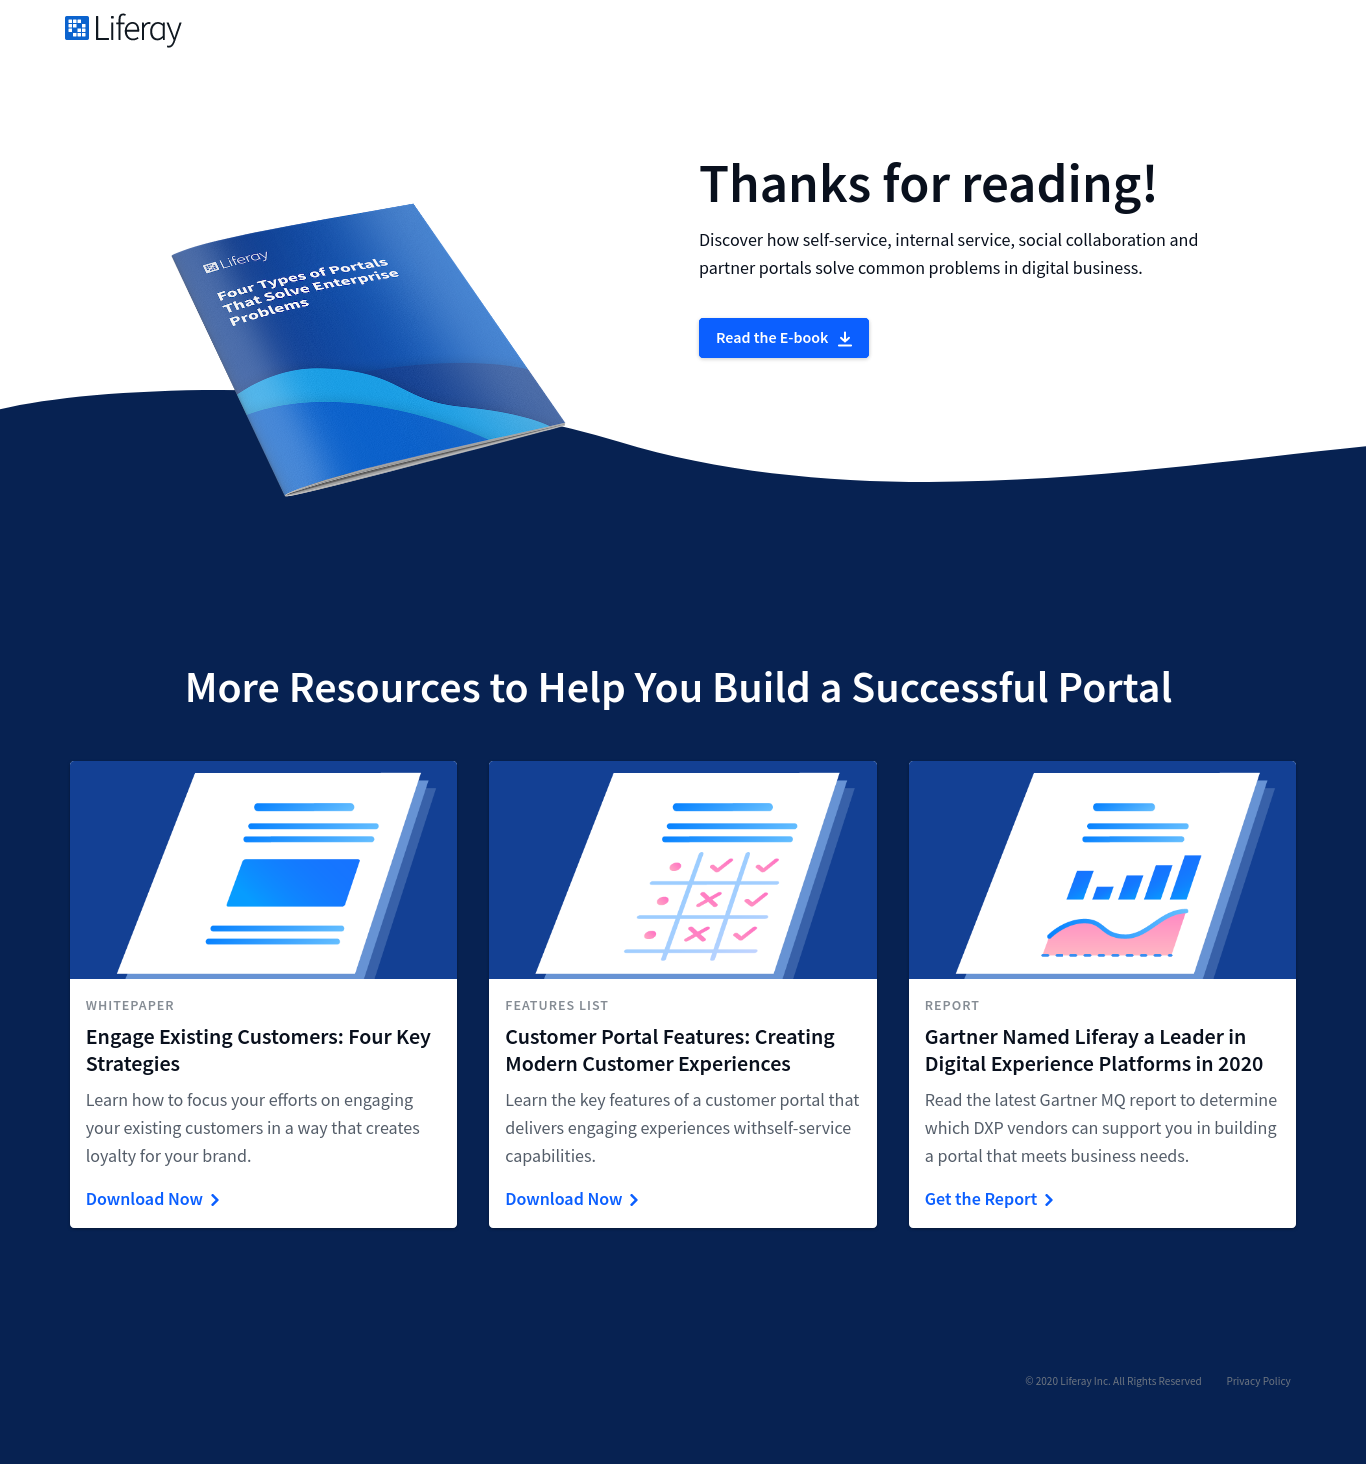 Liferay
Thanks for reading!
Discover how self-service, internal service, social collaboration and
partner portals solve common problems in digital business.
Read the E-book
Liferay
Four Types of Portals
That Solve Enterprise
Problems
More Resources to Help You Build a Successful Portal
WHITEPAPER
Engage Existing Customers: Four Key
Strategies
Learn how to focus your efforts on engaging
your existing customers in a way that creates
loyalty for your brand.
Download Now
FEATURES LIST
Customer Portal Features: Creating
Modern Customer Experiences
Learn the key features of a customer portal that
delivers engaging experiences withself-service
capabilities.
Download Now
REPORT
Gartner Named Liferay a Leader in
Digital Experience Platforms in 2020
Read the latest Gartner MQ report to determine
which DXP vendors can support you in building
a portal that meets business needs.
Get the Report
© 2020 Liferay Inc. All Rights Reserved
Privacy Policy